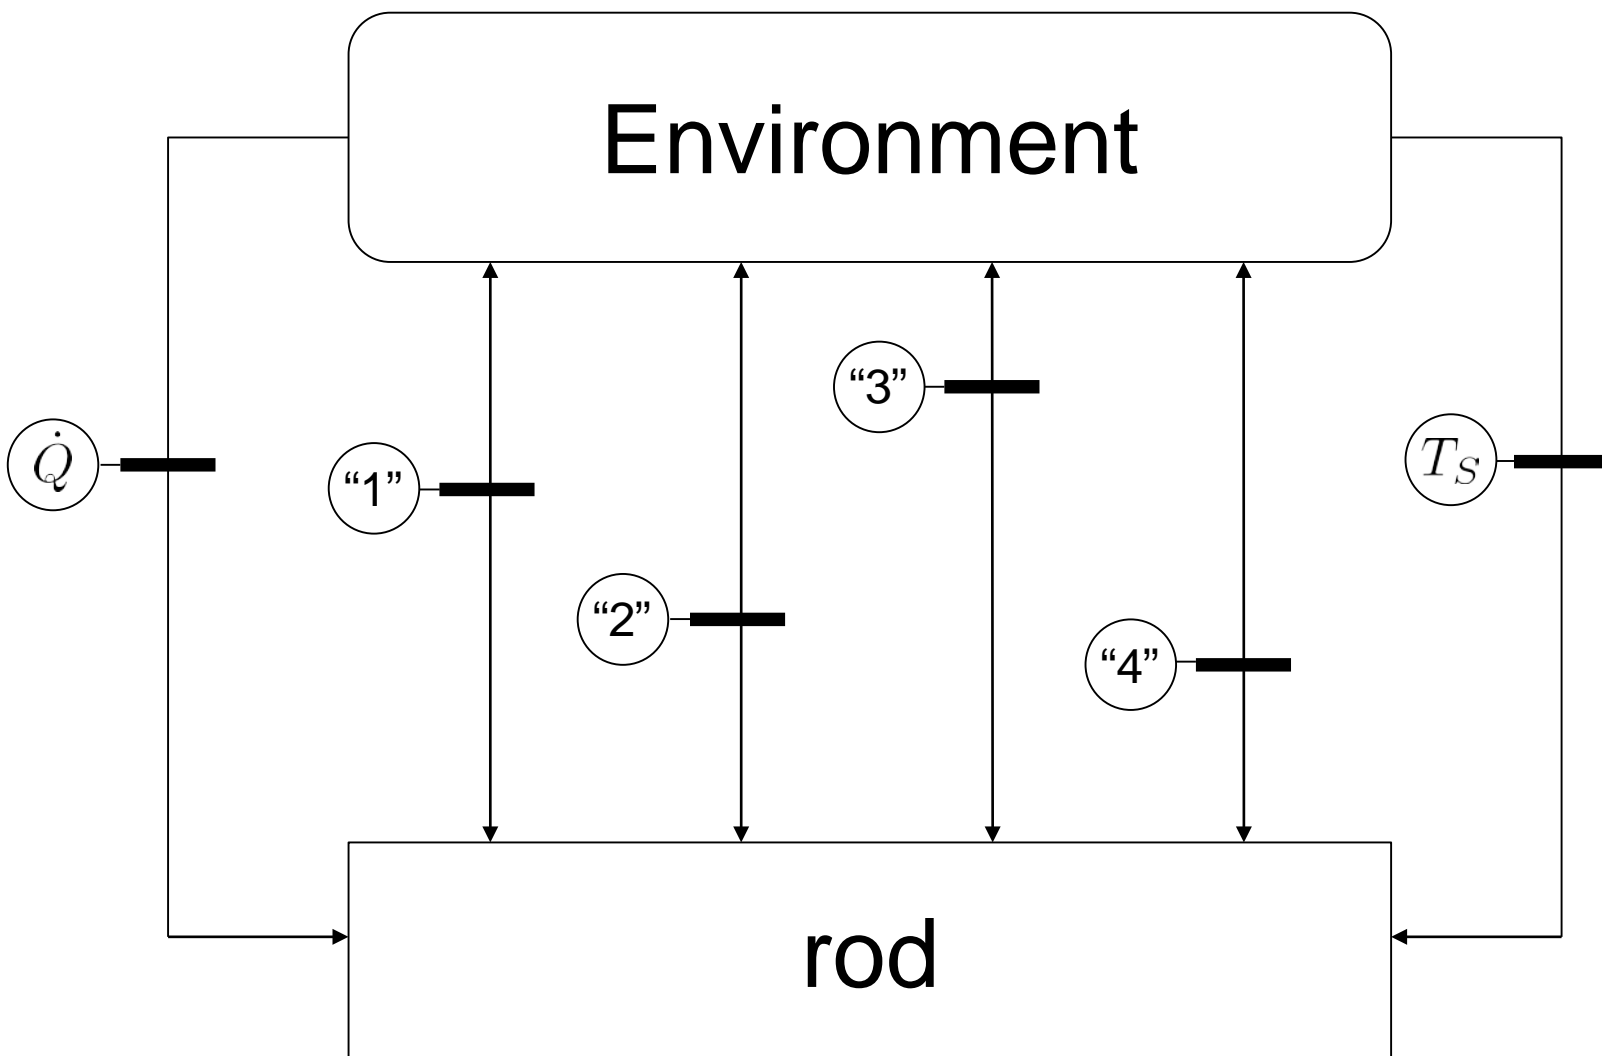 Environment
“3”
Q̇
“1”
T_S
“2”
“4”
rod